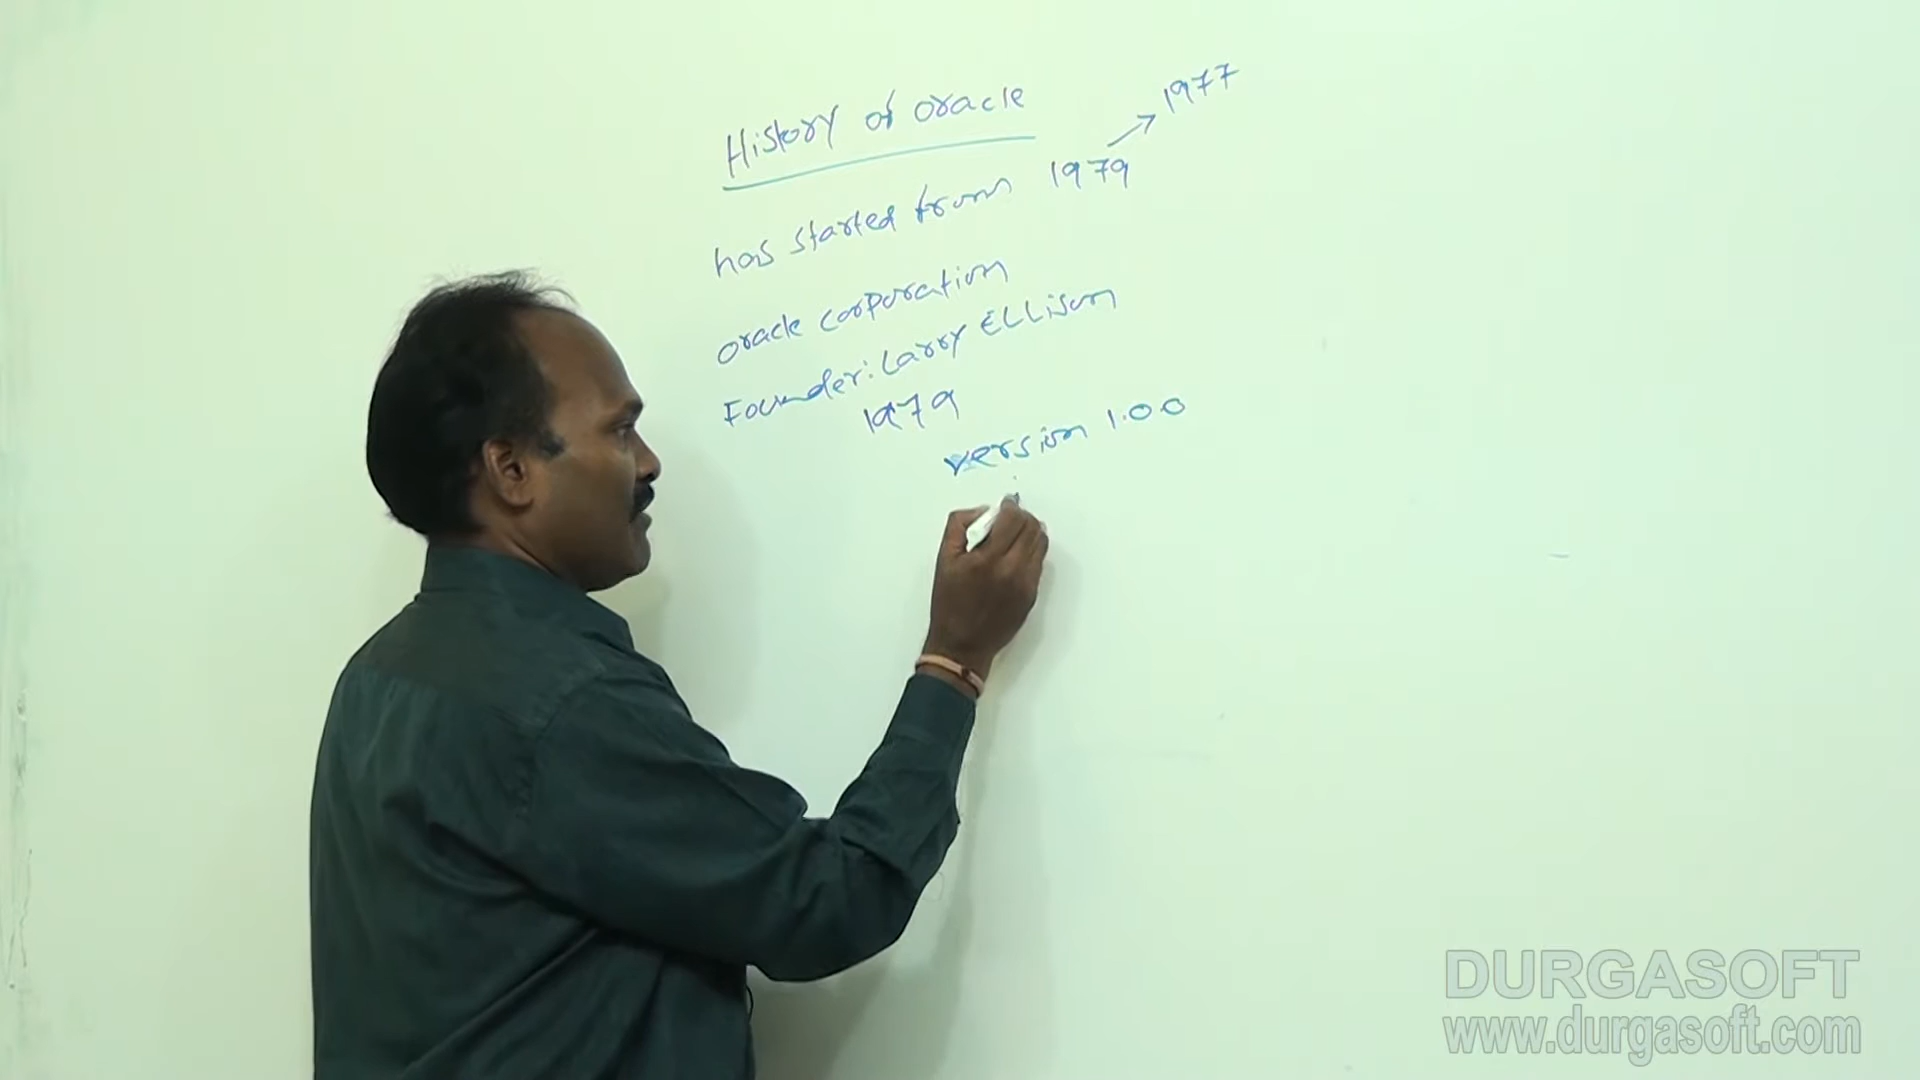 History of oracle
1977
has started from 1979
oracle corporation
Founder: Larry ELLison
1979
version 1.00
DURGASOFT
www.durgasoft.com